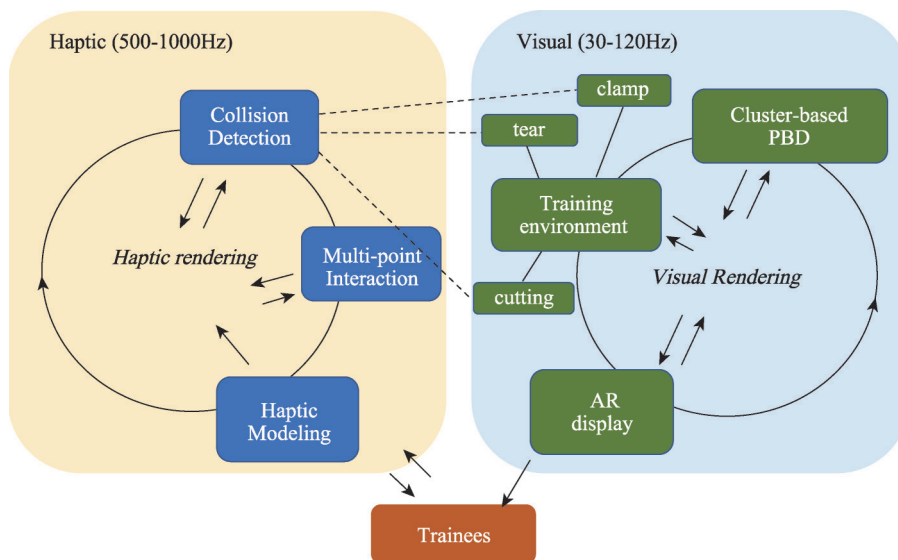 Haptic (500-1000Hz)
Collision
Detection
Haptic rendering
Multi-point
Interaction
Haptic
Modeling
Visual (30-120Hz)
clamp
tear
Cluster-based
PBD
Training
environment
Visual Rendering
cutting
AR
display
Trainees